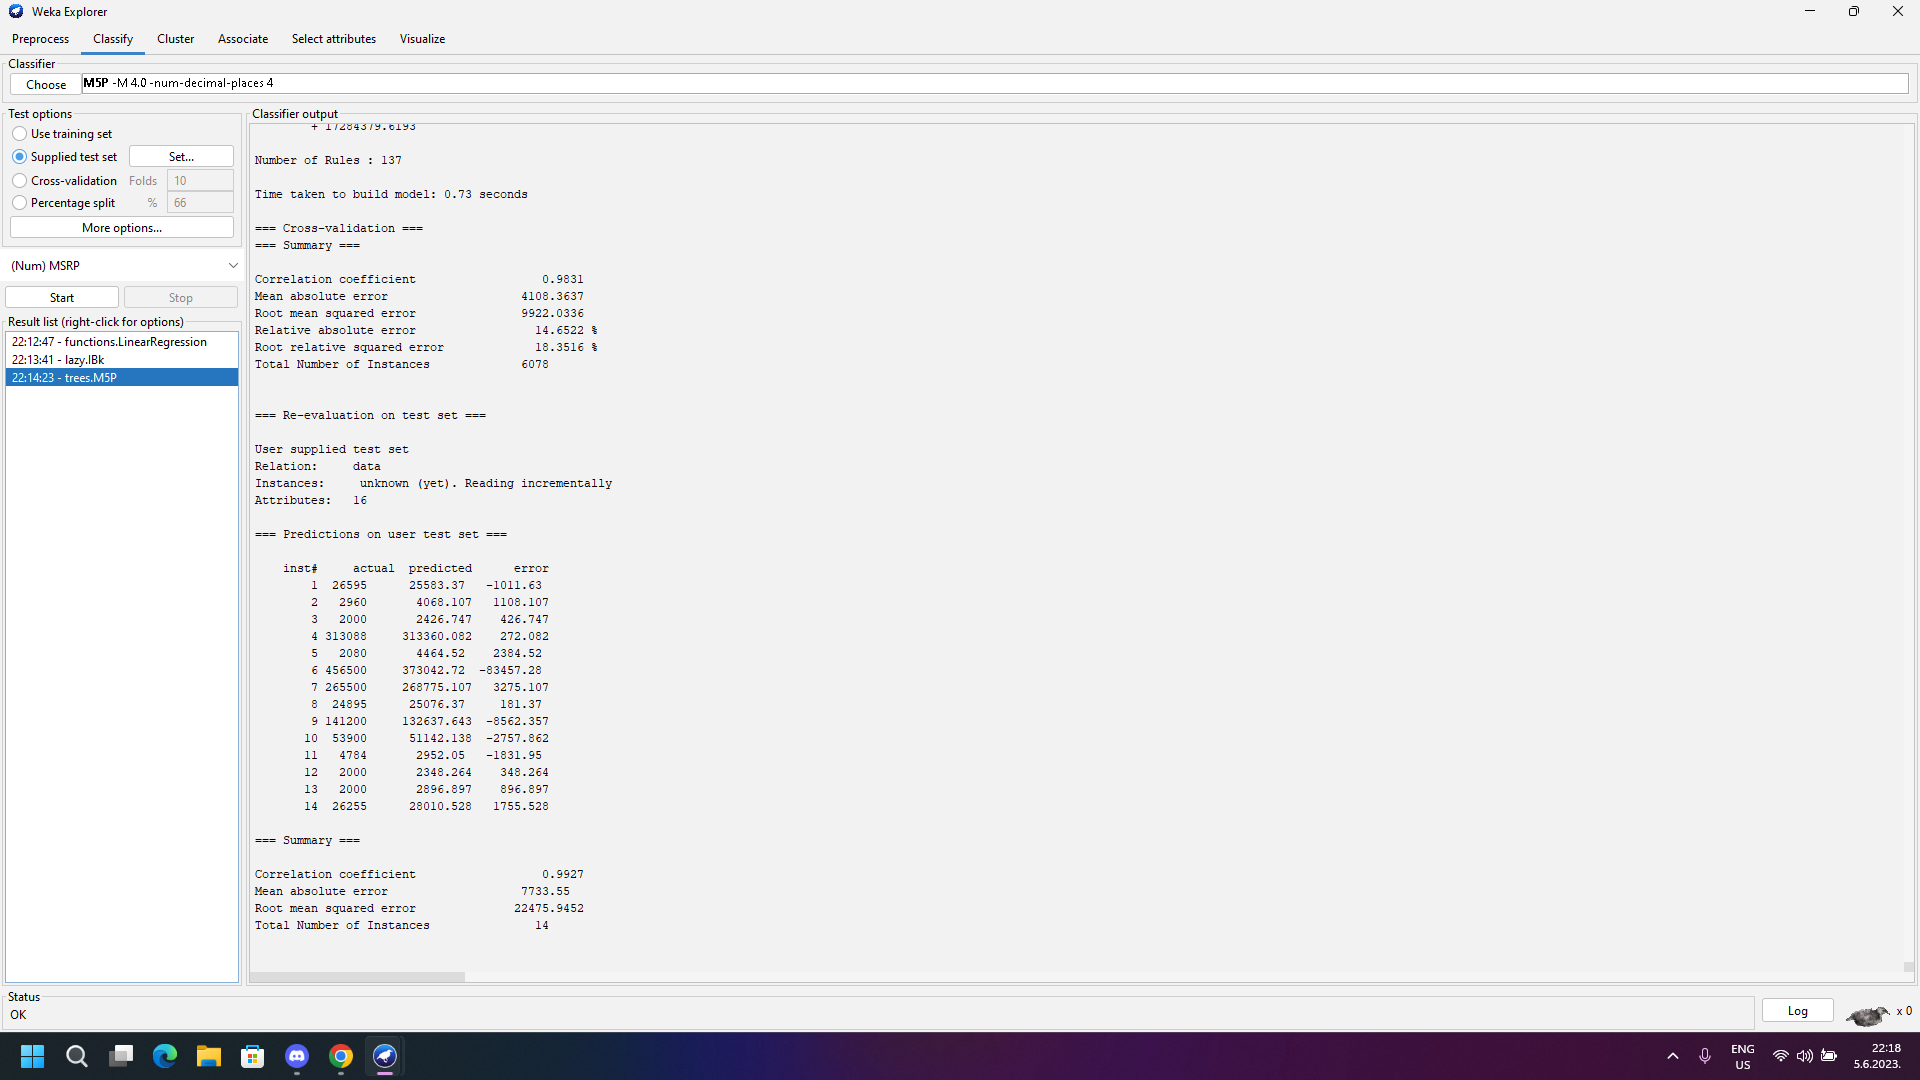 Weka Explorer
Preprocess Classify Cluster Associate Select attributes Visualize
Classifier
Choose M5P -M 4.0 -num-decimal-places 4
Test options
Use training set
Supplied test set Set...
Cross-validation Folds 10
Percentage split % 66
More options...
(Num) MSRP
Start Stop
Result list (right-click for options)
22:12:47 - functions.LinearRegression
22:13:41 - lazy.IBk
22:14:23 - trees.M5P
Classifier output
+ 17284379.6193
Number of Rules : 137
Time taken to build model: 0.73 seconds
=== Cross-validation ===
=== Summary ===
Correlation coefficient 0.9831
Mean absolute error 4108.3637
Root mean squared error 9922.0336
Relative absolute error 14.6522 %
Root relative squared error 18.3516 %
Total Number of Instances 6078
=== Re-evaluation on test set ===
User supplied test set
Relation: data
Instances: unknown (yet). Reading incrementally
Attributes: 16
=== Predictions on user test set ===
inst# actual predicted error
1 26595 25583.37 -1011.63
2 2960 4068.107 1108.107
3 2000 2426.747 426.747
4 313088 313360.082 272.082
5 2080 4464.52 2384.52
6 456500 373042.72 -83457.28
7 265500 268775.107 3275.107
8 24895 25076.37 181.37
9 141200 132637.643 -8562.357
10 53900 51142.138 -2757.862
11 4784 2952.05 -1831.95
12 2000 2348.264 348.264
13 2000 2896.897 896.897
14 26255 28010.528 1755.528
=== Summary ===
Correlation coefficient 0.9927
Mean absolute error 7733.55
Root mean squared error 22475.9452
Total Number of Instances 14
Status
OK
Log
x 0
ENG
US
22:18
5.6.2023.